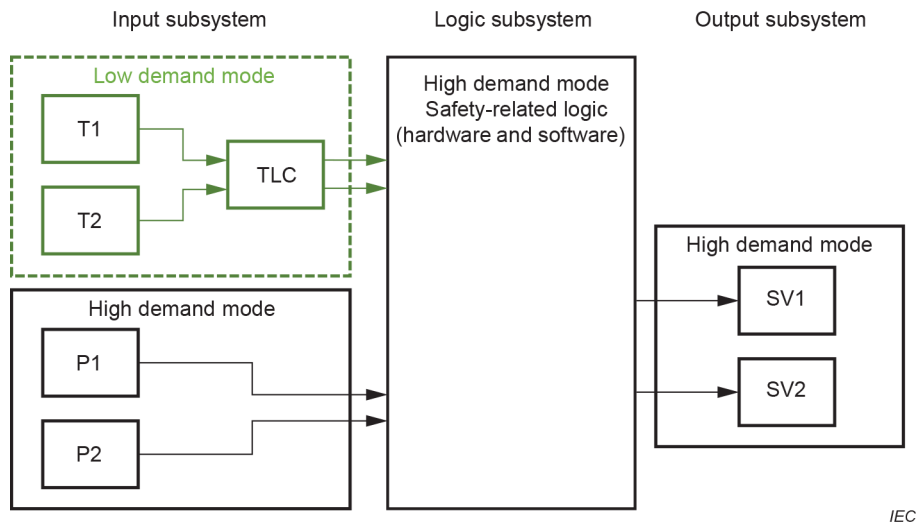 Input subsystem
Logic subsystem
Output subsystem
Low demand mode
T1
T2
TLC
High demand mode
P1
P2
High demand mode
Safety-related logic
(hardware and software)
High demand mode
SV1
SV2
IEC